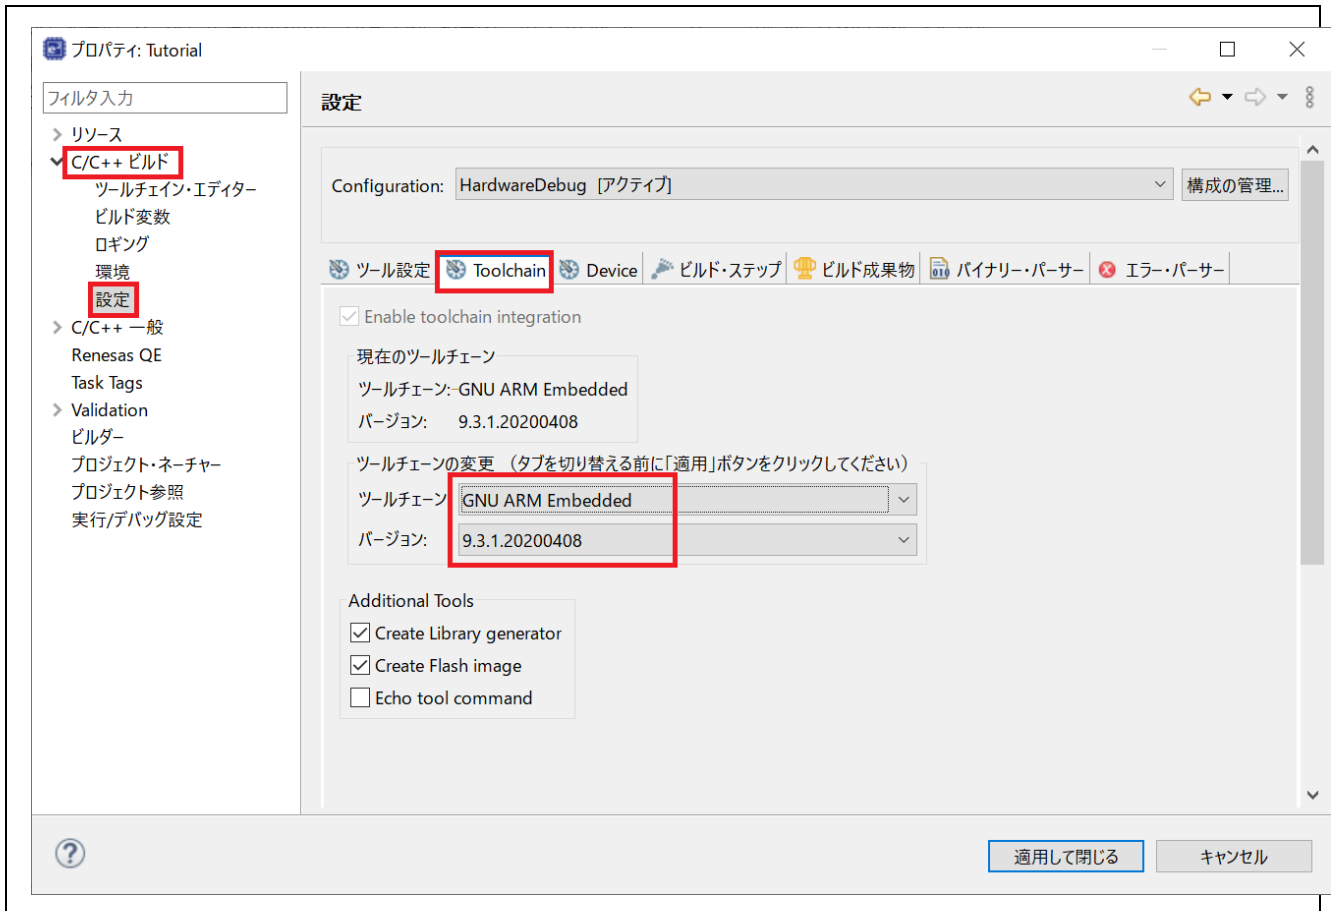 プロパティ: Tutorial
フィルタ入力
リソース
C/C++ ビルド
ツールチェイン・エディター
ビルド変数
ロギング
環境
設定
C/C++ 一般
Renesas QE
Task Tags
Validation
ビルダー
プロジェクト・ネーチャー
プロジェクト参照
実行/デバッグ設定
設定
Configuration: HardwareDebug [アクティブ] 構成の管理...
ツール設定 Toolchain Device ビルド・ステップ ビルド成果物 バイナリー・パーサー エラー・パーサー
Enable toolchain integration
現在のツールチェーン
ツールチェーン: GNU ARM Embedded
バージョン: 9.3.1.20200408
ツールチェーンの変更 （タブを切り替える前に「適用」ボタンをクリックしてください）
ツールチェーン GNU ARM Embedded
バージョン: 9.3.1.20200408
Additional Tools
Create Library generator
Create Flash image
Echo tool command
適用して閉じる キャンセル